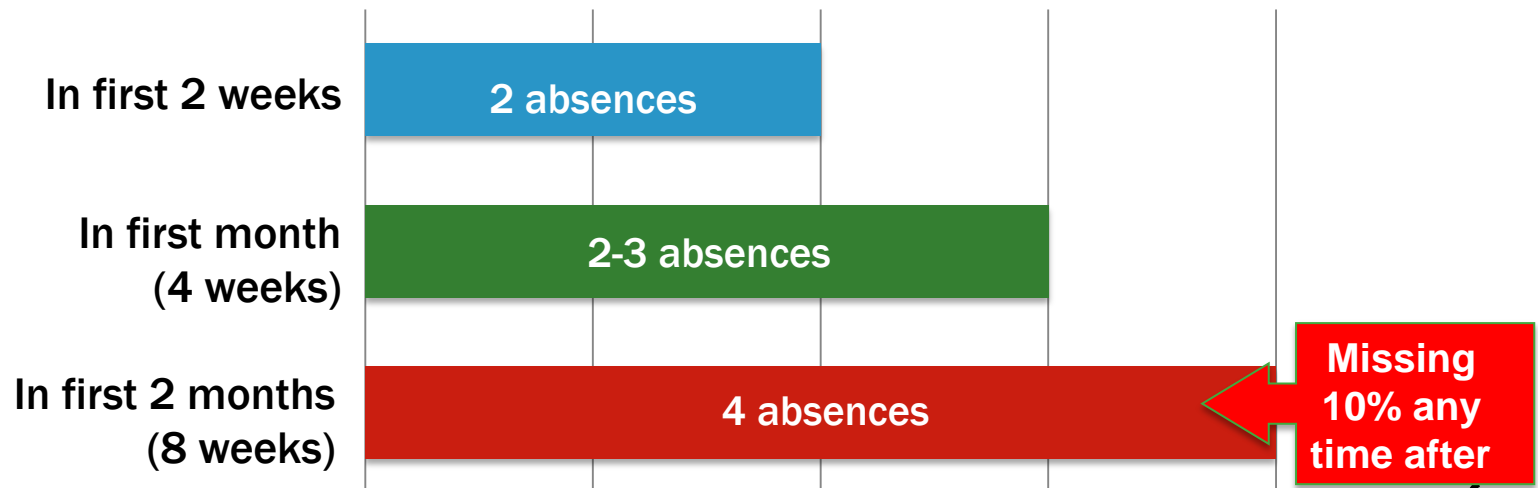 In first 2 weeks
2 absences
In first month
(4 weeks)
2-3 absences
In first 2 months
(8 weeks)
4 absences
Missing
10% any
time after